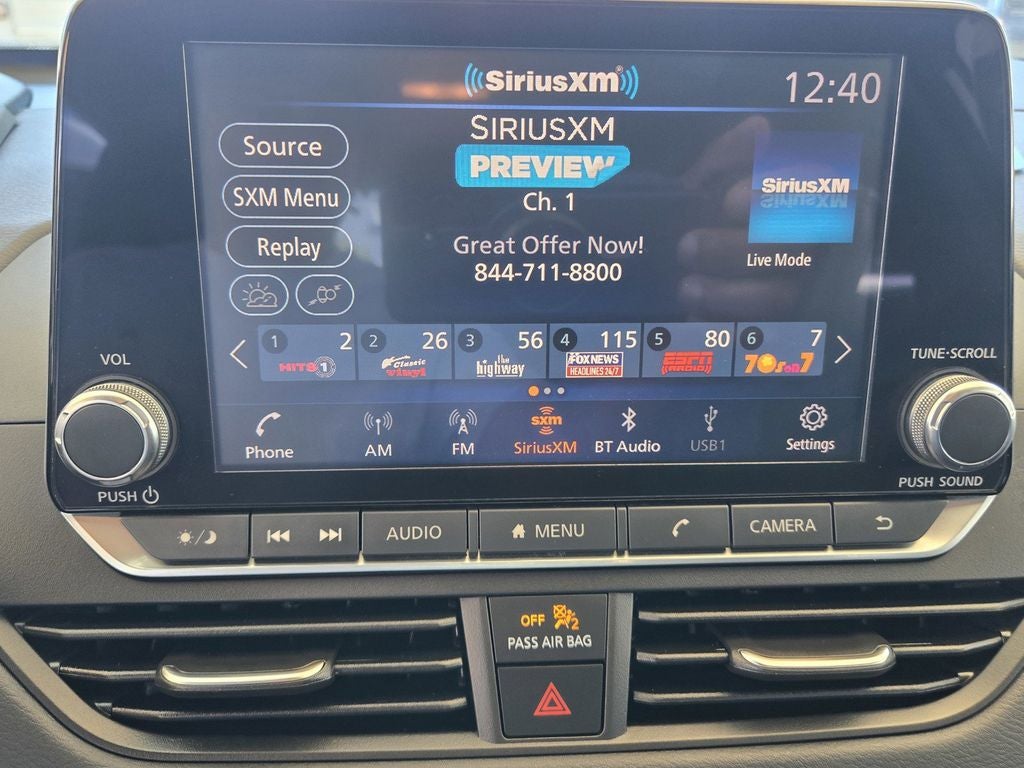 SiriusXM®
12:40
SIRIUSXM
PREVIEW
Ch. 1
Great Offer Now!
844-711-8800
Source
SXM Menu
Replay
SiriusXM
Live Mode
1 2
HITS 1
2 26
Classic
vinyl
3 56
the
highway
4 115
FOX NEWS
HEADLINES 24/7
5 80
ESPN
RADIO
6 7
70s on 7
VOL
TUNE·SCROLL
Phone
AM
FM
sxm
SiriusXM
BT Audio
USB1
Settings
PUSH
PUSH SOUND
AUDIO
MENU
CAMERA
OFF 2
PASS AIR BAG